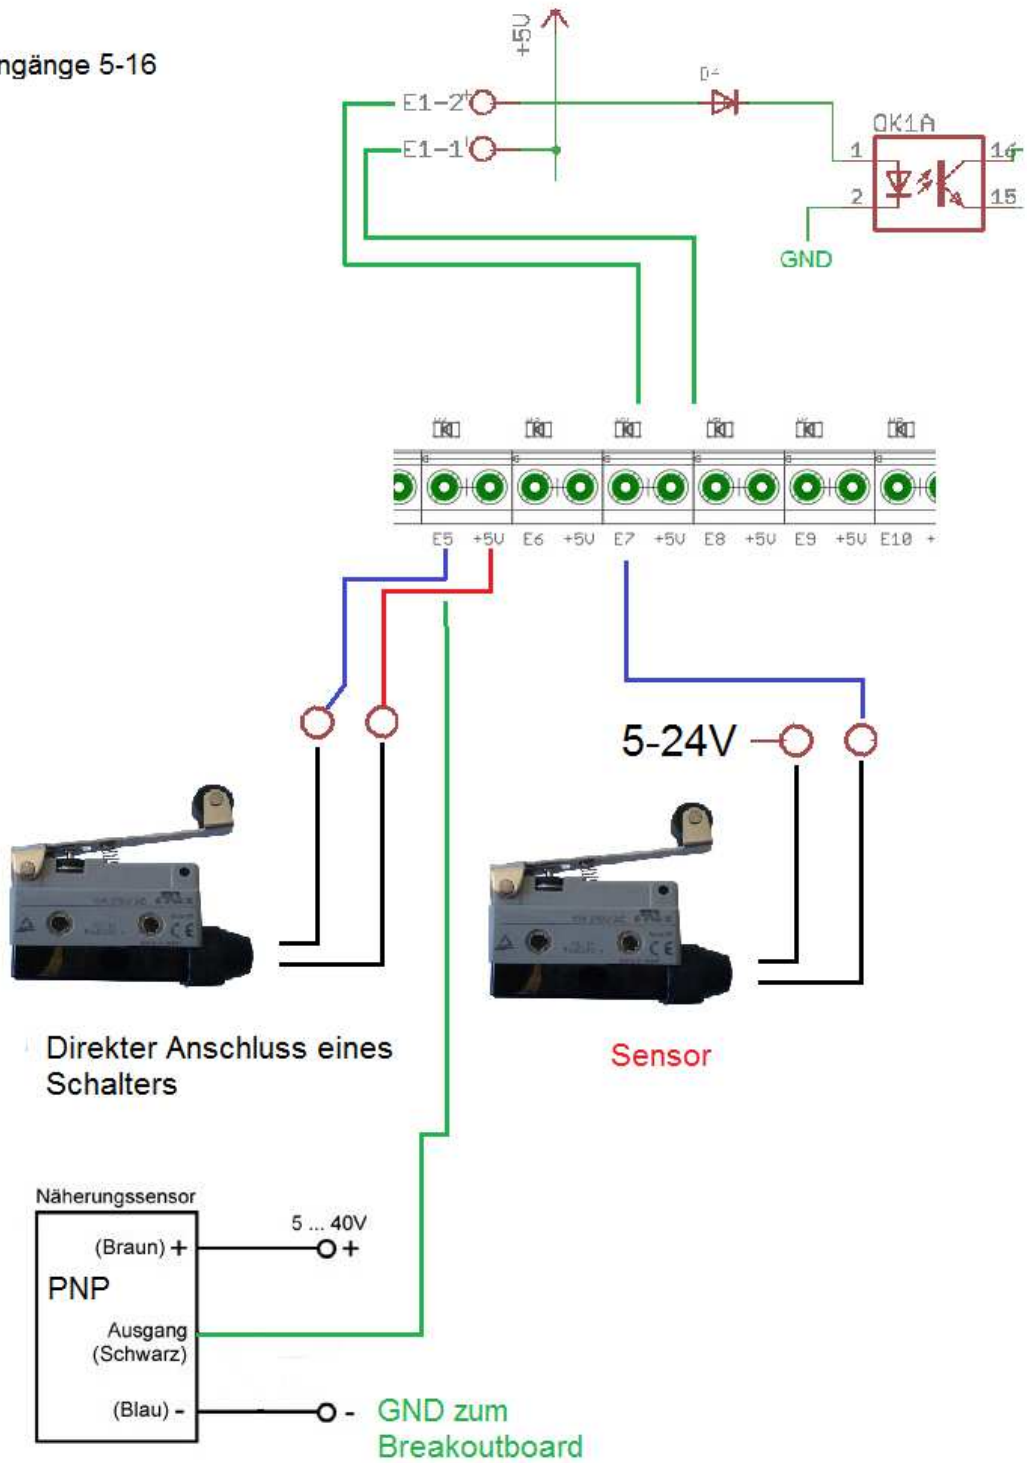 ngänge 5-16
+5V
E1-2
E1-1
OK1A
1
16
2
15
GND
E5 +5V E6 +5V E7 +5V E8 +5V E9 +5V E10 +
5-24V
Direkter Anschluss eines
Schalters
Sensor
Näherungssensor
5 ... 40V
(Braun) +
+
PNP
Ausgang
(Schwarz)
(Blau) -
-
GND zum
Breakoutboard